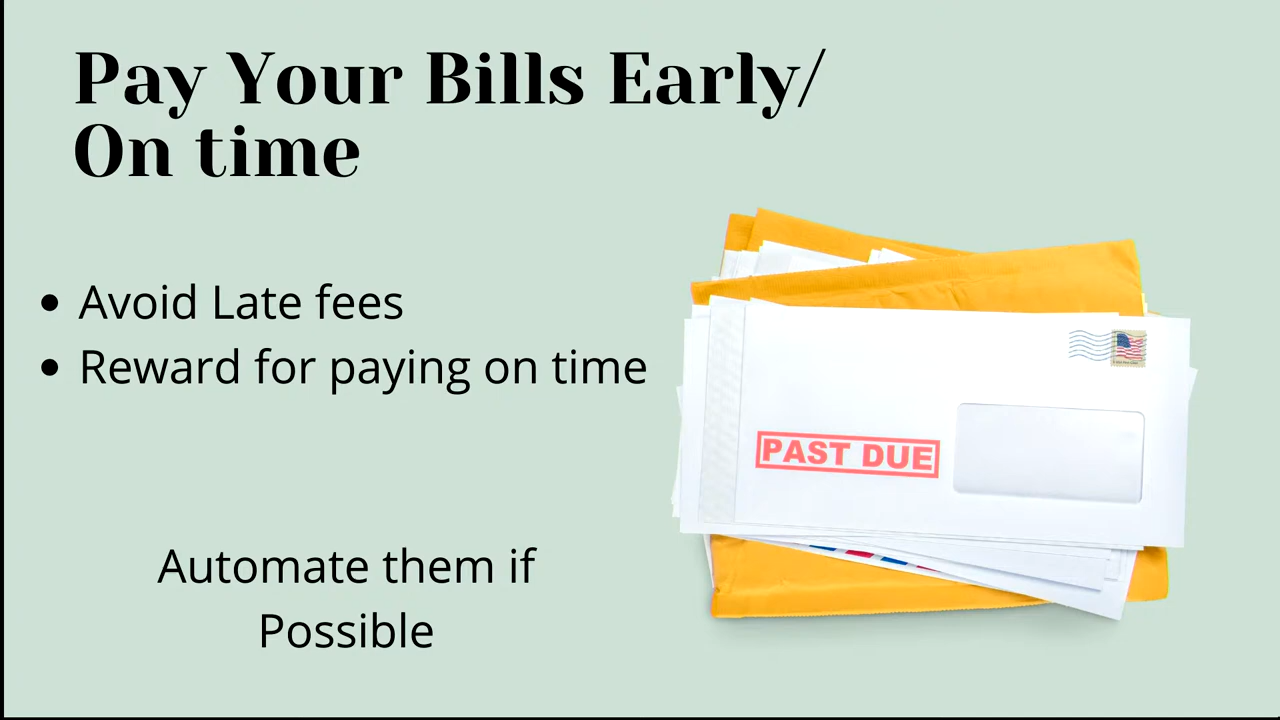 Pay Your Bills Early/
On time
Avoid Late fees
Reward for paying on time
PAST DUE
Automate them if
Possible